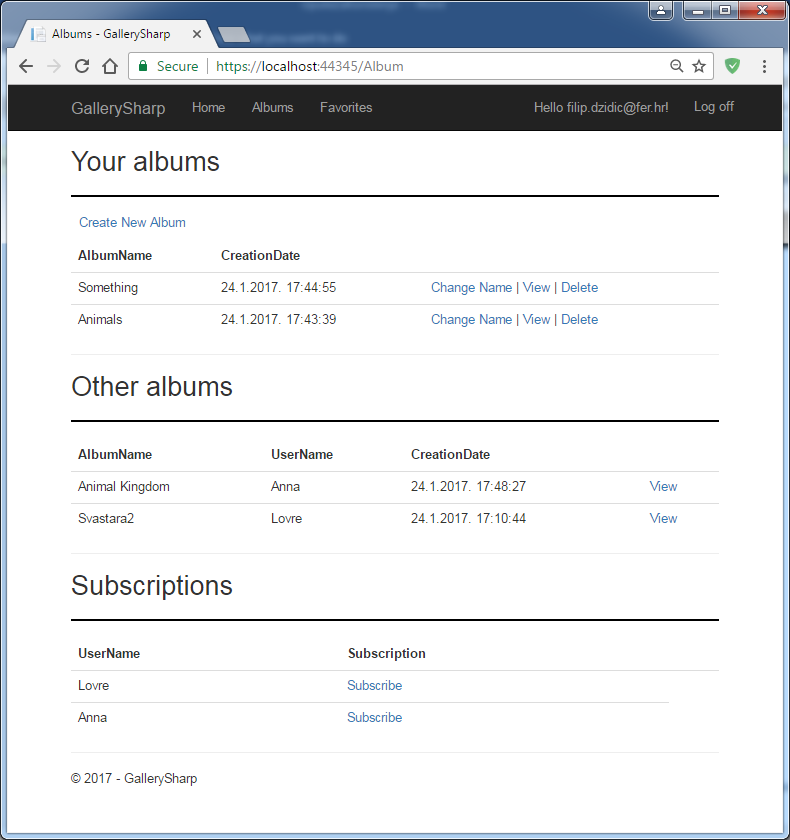 Albums - GallerySharp
Secure https://localhost:44345/Album
GallerySharp Home Albums Favorites Hello filip.dzidic@fer.hr! Log off
Your albums
Create New Album
AlbumName CreationDate
Something 24.1.2017. 17:44:55 Change Name | View | Delete
Animals 24.1.2017. 17:43:39 Change Name | View | Delete
Other albums
AlbumName UserName CreationDate
Animal Kingdom Anna 24.1.2017. 17:48:27 View
Svastara2 Lovre 24.1.2017. 17:10:44 View
Subscriptions
UserName Subscription
Lovre Subscribe
Anna Subscribe
© 2017 - GallerySharp